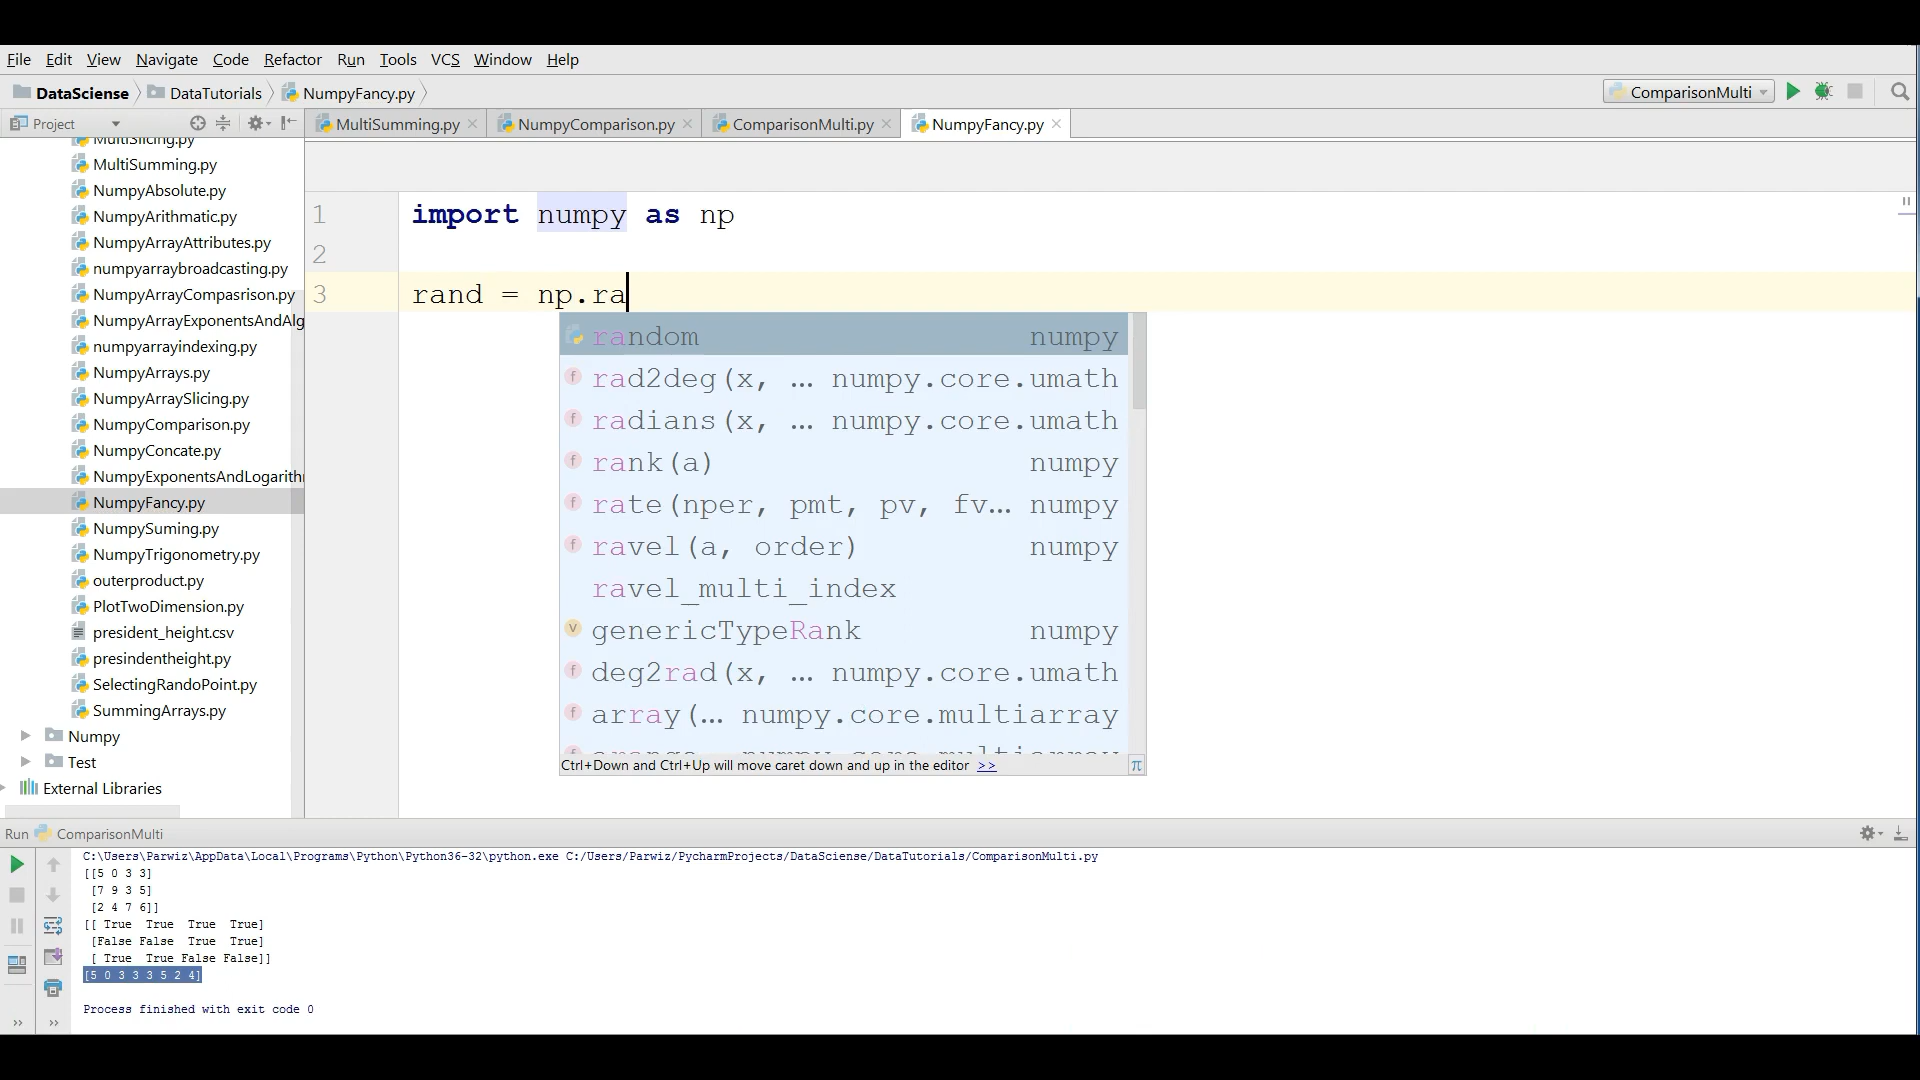 File Edit View Navigate Code Refactor Run Tools VCS Window Help
DataSciense DataTutorials NumpyFancy.py ComparisonMulti
Project MultiSumming.py NumpyComparison.py ComparisonMulti.py NumpyFancy.py
MultiSlicing.py
MultiSumming.py
NumpyAbsolute.py
NumpyArithmatic.py
NumpyArrayAttributes.py
numpyarraybroadcasting.py
NumpyArrayCompasrison.py
NumpyArrayExponentsAndAlg
numpyarrayindexing.py
NumpyArrays.py
NumpyArraySlicing.py
NumpyComparison.py
NumpyConcate.py
NumpyExponentsAndLogarith
NumpyFancy.py
NumpySuming.py
NumpyTrigonometry.py
outerproduct.py
PlotTwoDimension.py
president_height.csv
presindentheight.py
SelectingRandoPoint.py
SummingArrays.py
Numpy
Test
External Libraries
1 import numpy as np
2
3 rand = np.ra
random numpy
f rad2deg(x, ... numpy.core.umath
f radians(x, ... numpy.core.umath
f rank(a) numpy
f rate(nper, pmt, pv, fv... numpy
f ravel(a, order) numpy
ravel_multi_index
V genericTypeRank numpy
f deg2rad(x, ... numpy.core.umath
f array(... numpy.core.multiarray
Ctrl+Down and Ctrl+Up will move caret down and up in the editor >> π
Run ComparisonMulti
C:\Users\Parwiz\AppData\Local\Programs\Python\Python36-32\python.exe C:/Users/Parwiz/PycharmProjects/DataSciense/DataTutorials/ComparisonMulti.py
[[5 0 3 3]
[7 9 3 5]
[2 4 7 6]]
[[ True True True True]
[False False True True]
[ True True False False]]
[5 0 3 3 3 5 2 4]
Process finished with exit code 0